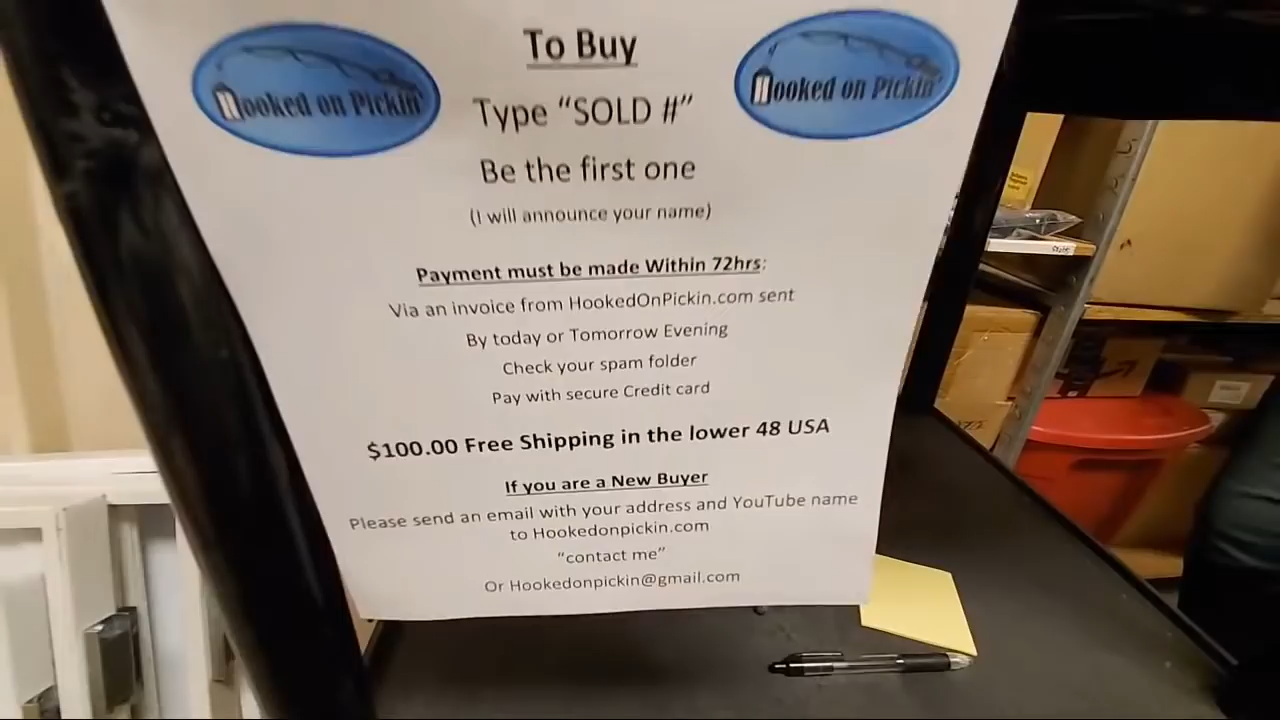 To Buy
Hooked on Pickin'
Hooked on Pickin'
Type “SOLD #”
Be the first one
(I will announce your name)
Payment must be made Within 72hrs:
Via an invoice from HookedOnPickin.com sent
By today or Tomorrow Evening
Check your spam folder
Pay with secure Credit card
$100.00 Free Shipping in the lower 48 USA
If you are a New Buyer
Please send an email with your address and YouTube name
to Hookedonpickin.com
“contact me”
Or Hookedonpickin@gmail.com